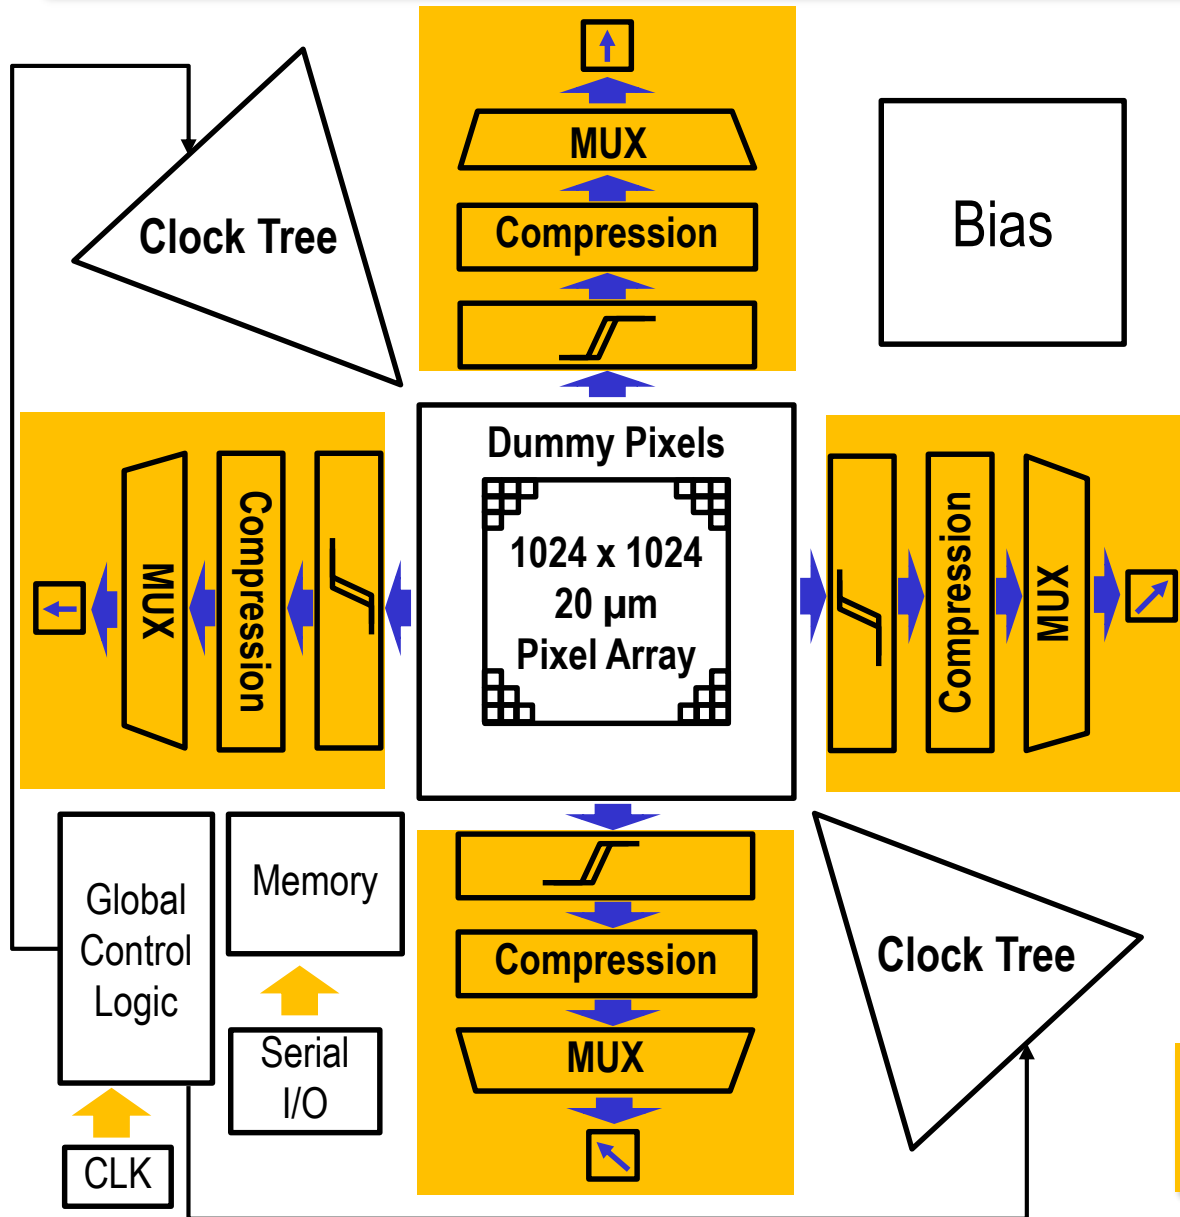 MUX
Compression
Clock Tree
Bias
Dummy Pixels
1024 x 1024
20 µm
Pixel Array
MUX
Compression
Compression
MUX
Global
Control
Logic
Memory
Serial
I/O
CLK
Compression
MUX
Clock Tree